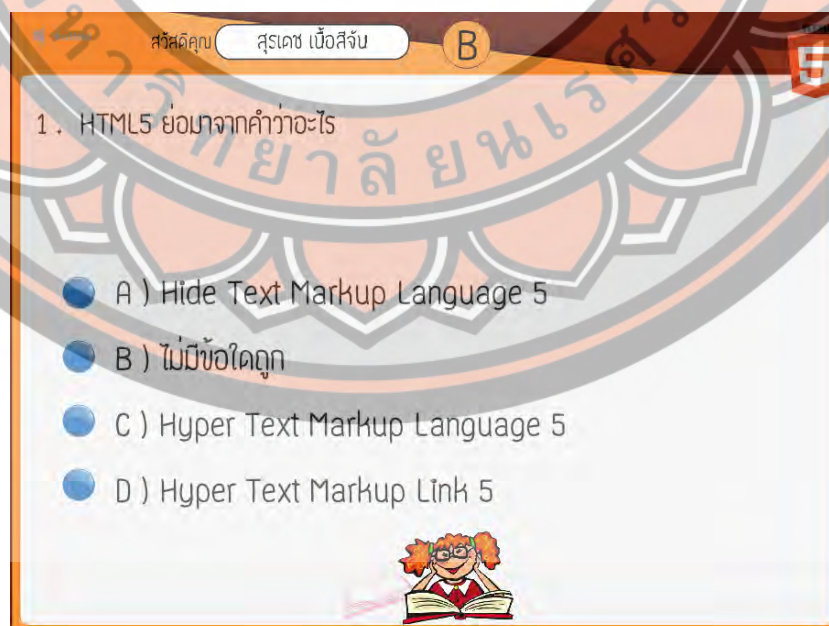 สวัสดีคุณ สุรเดช เนื้อสีจัน B
5
1 . HTML5 ย่อมาจากคำว่าอะไร
A ) Hide Text Markup Language 5
B ) ไม่มีข้อใดถูก
C ) Hyper Text Markup Language 5
D ) Hyper Text Markup Link 5